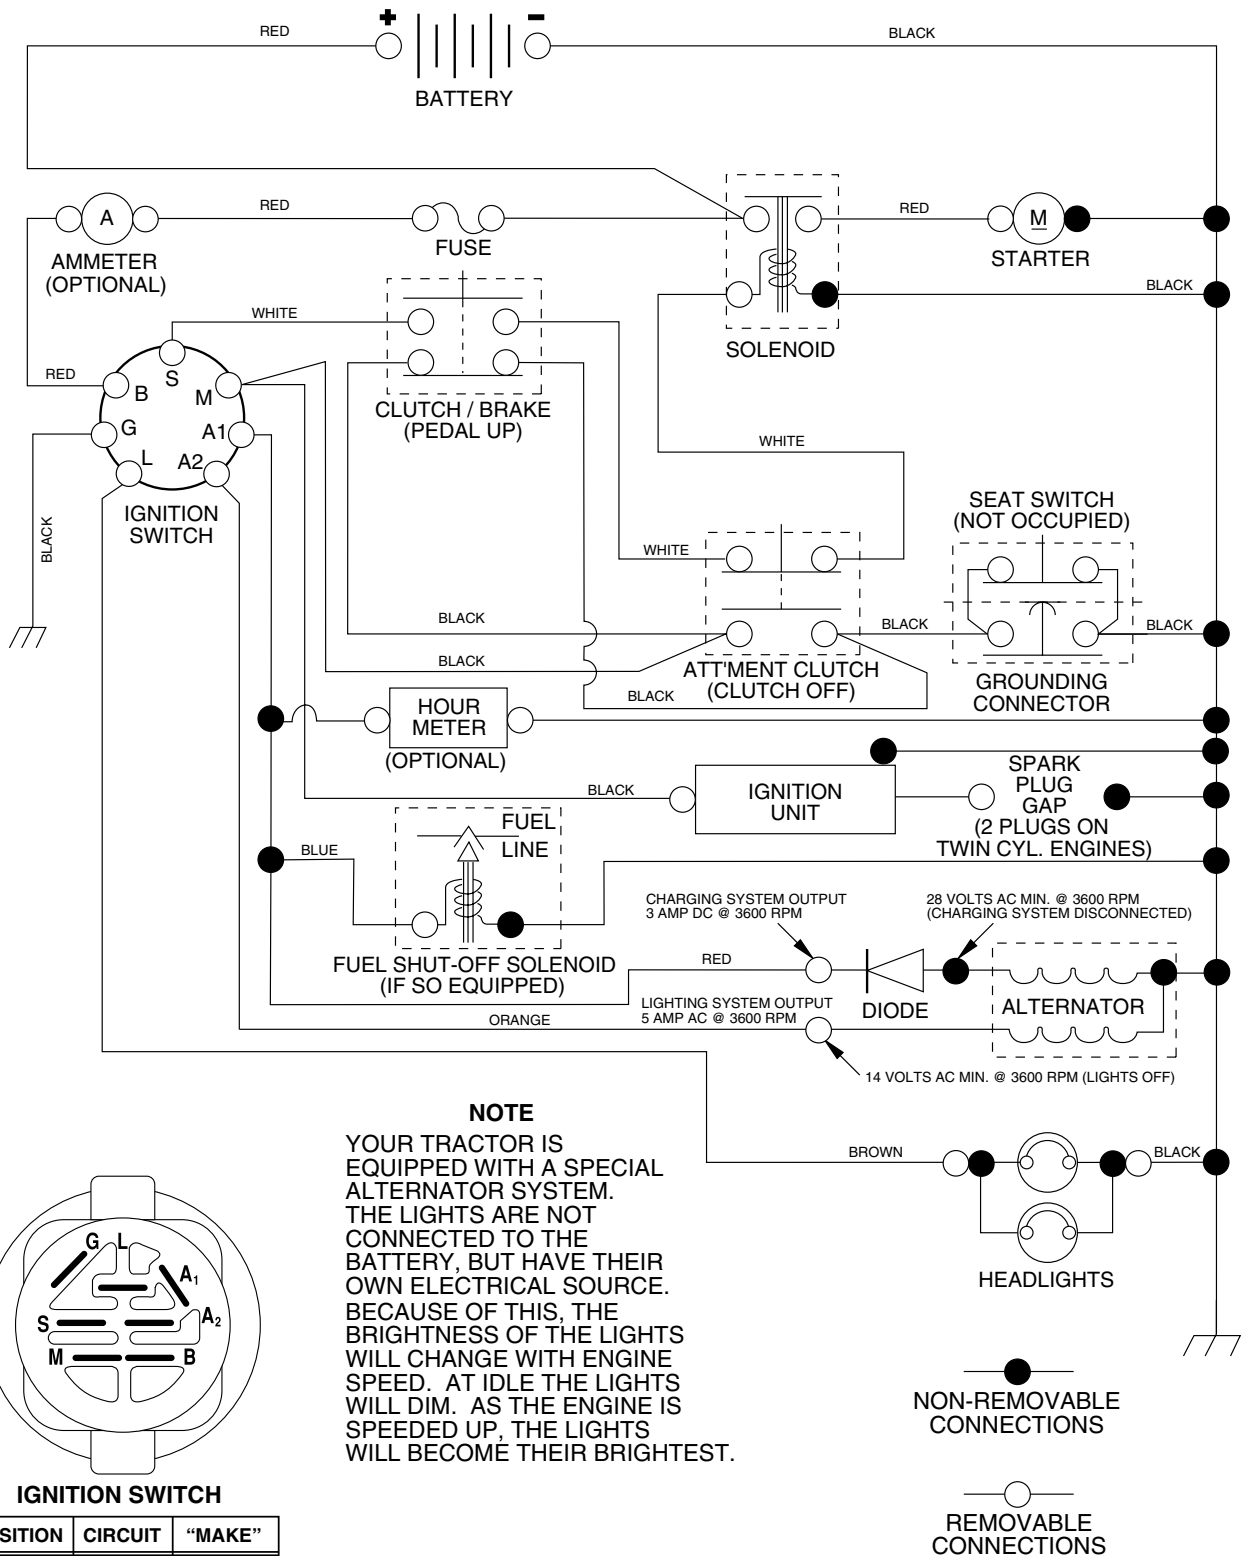 + −
RED
BLACK
BATTERY
RED
A
FUSE
RED
M
STARTER
AMMETER
(OPTIONAL)
BLACK
SOLENOID
WHITE
RED
S
B
M
G
A1
L
A2
CLUTCH / BRAKE
(PEDAL UP)
IGNITION
SWITCH
BLACK
WHITE
SEAT SWITCH
(NOT OCCUPIED)
WHITE
BLACK
BLACK
BLACK
BLACK
ATT'MENT CLUTCH
(CLUTCH OFF)
BLACK
GROUNDING
CONNECTOR
HOUR
METER
(OPTIONAL)
BLACK
IGNITION
UNIT
SPARK
PLUG
GAP
(2 PLUGS ON
TWIN CYL. ENGINES)
FUEL
LINE
BLUE
FUEL SHUT-OFF SOLENOID
(IF SO EQUIPPED)
CHARGING SYSTEM OUTPUT
3 AMP DC @ 3600 RPM
28 VOLTS AC MIN. @ 3600 RPM
(CHARGING SYSTEM DISCONNECTED)
RED
DIODE
ALTERNATOR
LIGHTING SYSTEM OUTPUT
5 AMP AC @ 3600 RPM
ORANGE
14 VOLTS AC MIN. @ 3600 RPM (LIGHTS OFF)
BROWN
BLACK
HEADLIGHTS
NOTE
YOUR TRACTOR IS
EQUIPPED WITH A SPECIAL
ALTERNATOR SYSTEM.
THE LIGHTS ARE NOT
CONNECTED TO THE
BATTERY, BUT HAVE THEIR
OWN ELECTRICAL SOURCE.
BECAUSE OF THIS, THE
BRIGHTNESS OF THE LIGHTS
WILL CHANGE WITH ENGINE
SPEED. AT IDLE THE LIGHTS
WILL DIM. AS THE ENGINE IS
SPEEDED UP, THE LIGHTS
WILL BECOME THEIR BRIGHTEST.
G L
A1
S A2
M B
IGNITION SWITCH
SITION CIRCUIT “MAKE”
NON-REMOVABLE
CONNECTIONS
REMOVABLE
CONNECTIONS